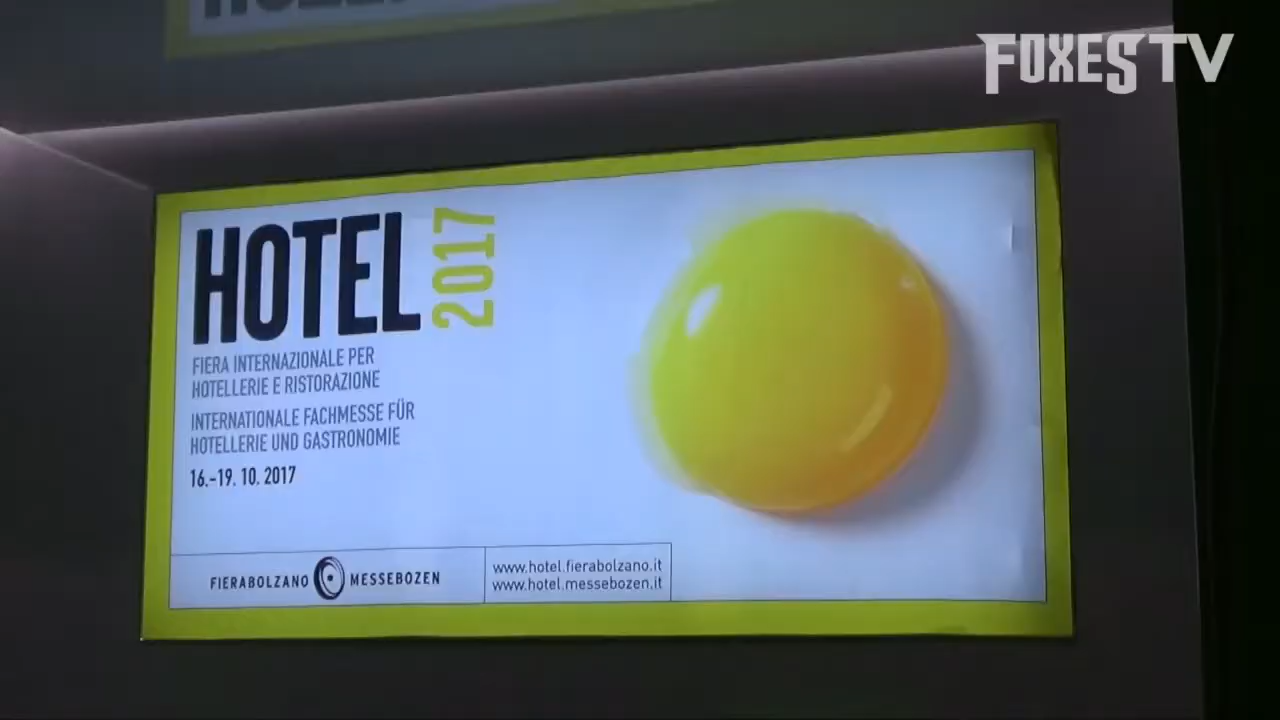 FOXES TV
HOTEL
2017
FIERA INTERNAZIONALE PER
HOTELLERIE E RISTORAZIONE
INTERNATIONALE FACHMESSE FÜR
HOTELLERIE UND GASTRONOMIE
16.-19. 10. 2017
FIERABOLZANO MESSEBOZEN
www.hotel.fierabolzano.it
www.hotel.messebozen.it